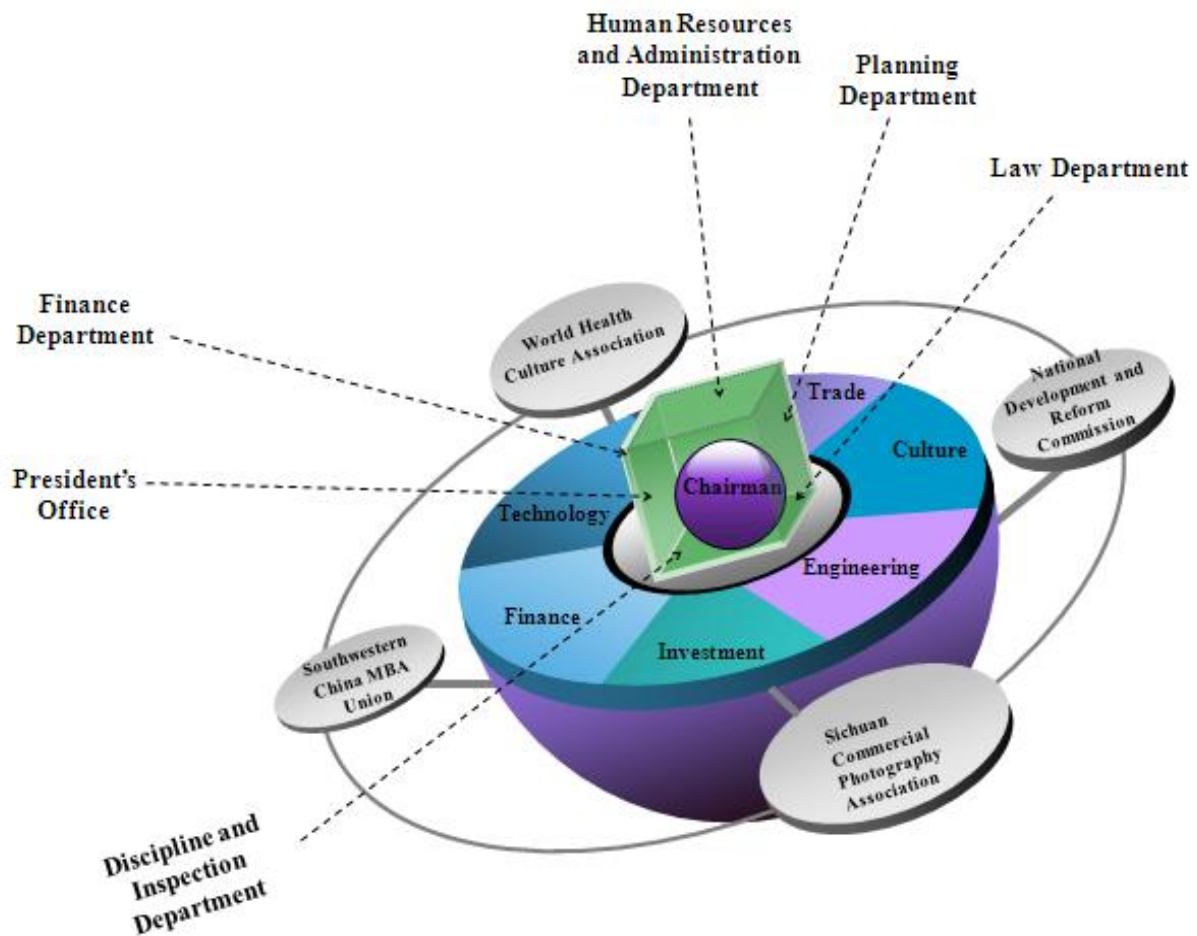 Human Resources
and Administration
Department
Planning
Department
Law Department
Finance
Department
World Health
Culture Association
National
Development and
Reform
Commission
Trade
Culture
Chairman
President's
Office
Technology
Engineering
Finance
Investment
Southwestern
China MBA
Union
Sichuan
Commercial
Photography
Association
Discipline and
Inspection
Department